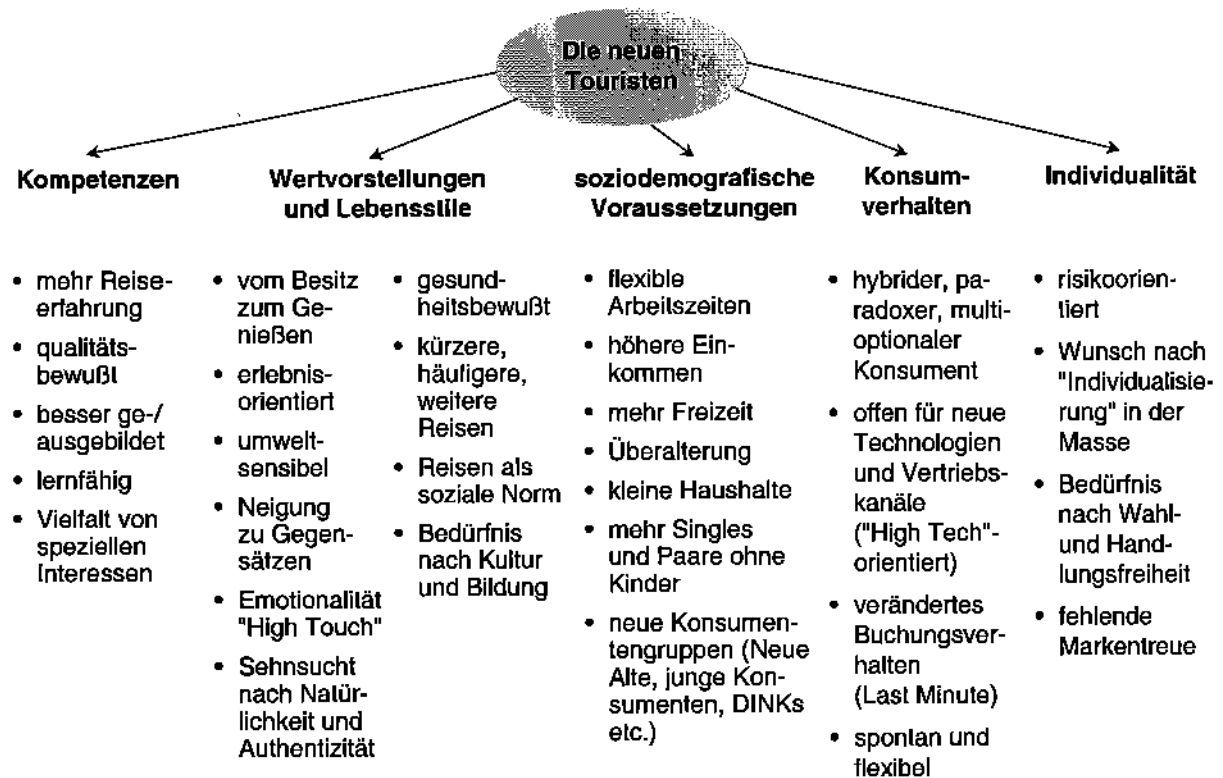 Die neuen
Touristen
Kompetenzen
Wertvorstellungen
und Lebensstile
soziodemografische
Voraussetzungen
Konsum-
verhalten
Individualität
• mehr Reise-
erfahrung
• qualitäts-
bewußt
• besser ge-/
ausgebildet
• lernfähig
• Vielfalt von
speziellen
Interessen
• vom Besitz
zum Ge-
nießen
• erlebnis-
orientiert
• umwelt-
sensibel
• Neigung
zu Gegen-
sätzen
• Emotionalität
"High Touch"
• Sehnsucht
nach Natür-
lichkeit und
Authentizität
• gesund-
heitsbewußt
• kürzere,
häufigere,
weitere
Reisen
• Reisen als
soziale Norm
• Bedürfnis
nach Kultur
und Bildung
• flexible
Arbeitszeiten
• höhere Ein-
kommen
• mehr Freizeit
• Überalterung
• kleine Haushalte
• mehr Singles
und Paare ohne
Kinder
• neue Konsumen-
tengruppen (Neue
Alte, junge Kon-
sumenten, DINKs
etc.)
• hybrider, pa-
radoxer, multi-
optionaler
Konsument
• offen für neue
Technologien
und Vertriebs-
kanäle
("High Tech"-
orientiert)
• verändertes
Buchungsver-
halten
(Last Minute)
• spontan und
flexibel
• risikoorien-
tiert
• Wunsch nach
"Individualisie-
rung" in der
Masse
• Bedürfnis
nach Wahl-
und Hand-
lungsfreiheit
• fehlende
Markentreue